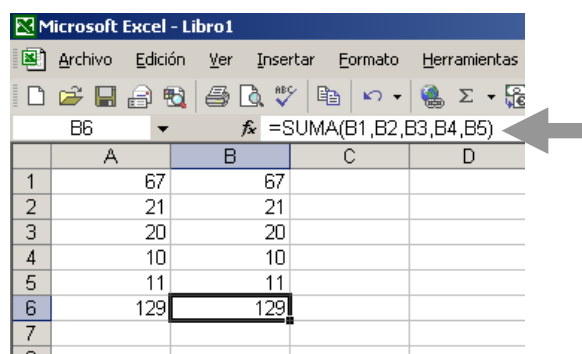 Microsoft Excel - Libro1
Archivo Edición Ver Insertar Formato Herramientas
ABC Σ
B6 fx =SUMA(B1,B2,B3,B4,B5)
A B C D
1 67 67
2 21 21
3 20 20
4 10 10
5 11 11
6 129 129
7